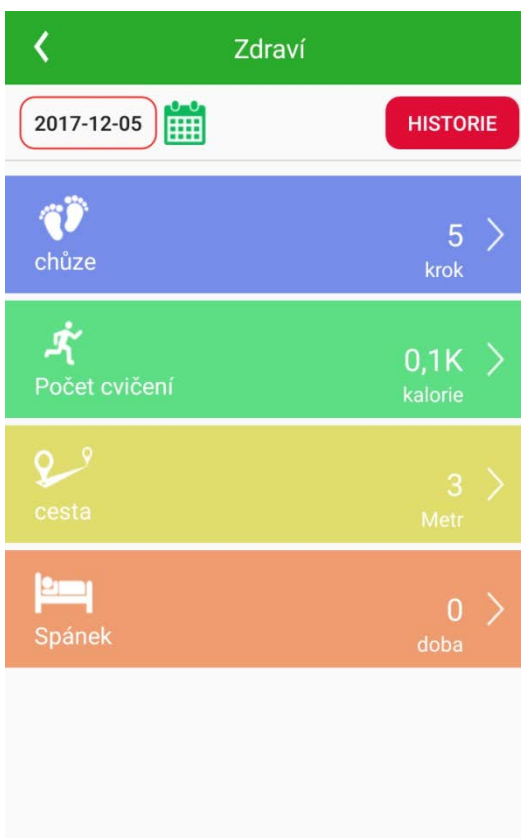 Zdraví
2017-12-05
HISTORIE
chůze
5
krok
Počet cvičení
0,1K
kalorie
cesta
3
Metr
Spánek
0
doba